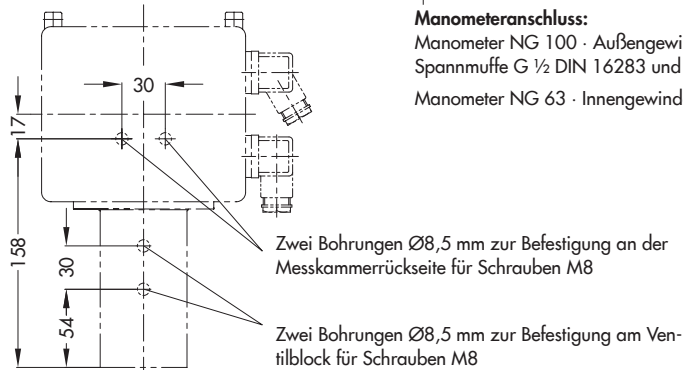 Manometeranschluss:
Manometer NG 100 · Außengewi
Spannmuffe G ½ DIN 16283 und
Manometer NG 63 · Innengewind
30
17
158
30
54
Zwei Bohrungen Ø8,5 mm zur Befestigung an der
Messkammerrückseite für Schrauben M8
Zwei Bohrungen Ø8,5 mm zur Befestigung am Ven-
tilblock für Schrauben M8